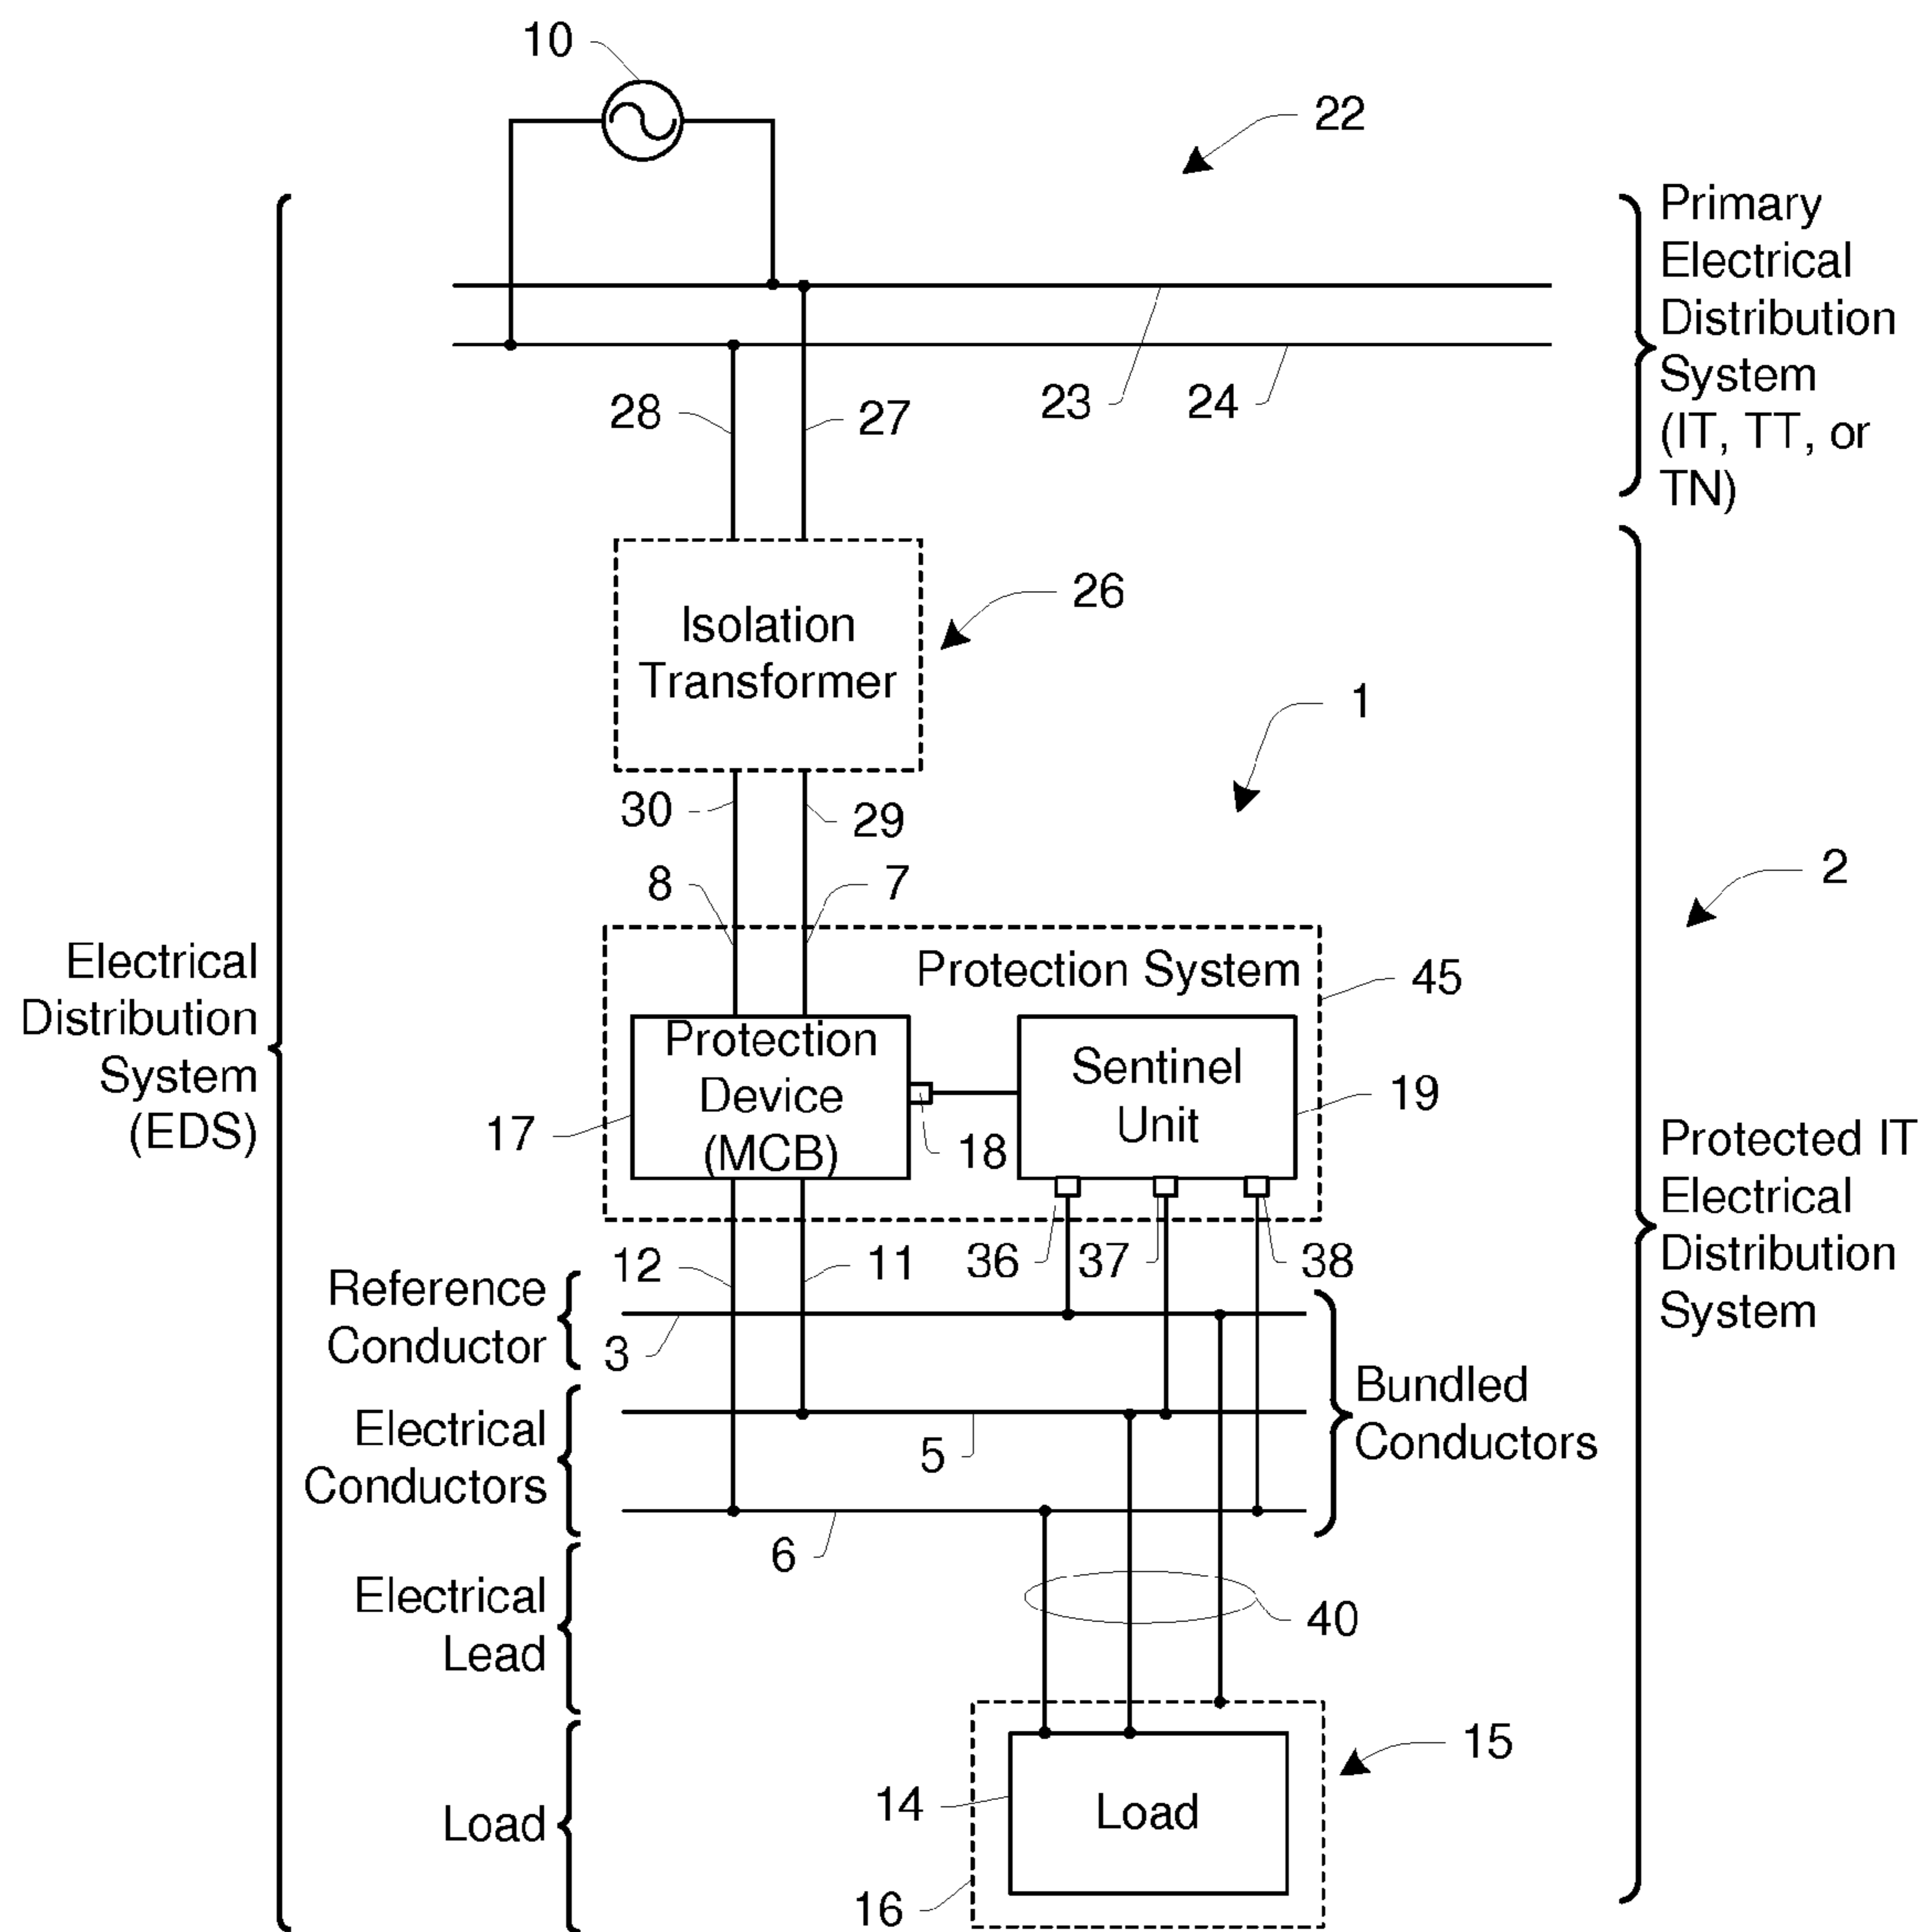 10
22
Primary
Electrical
Distribution
System
(IT, TT, or
TN)
23
24
28
27
Isolation
Transformer
26
1
30
29
8
7
2
Electrical
Distribution
System
(EDS)
Protection System
45
Protection
Device
(MCB)
Sentinel
Unit
17
18
19
Protected IT
Electrical
Distribution
System
12
11
36
37
38
Reference
Conductor
3
Electrical
Conductors
5
Bundled
Conductors
6
Electrical
Lead
40
15
14
Load
Load
16